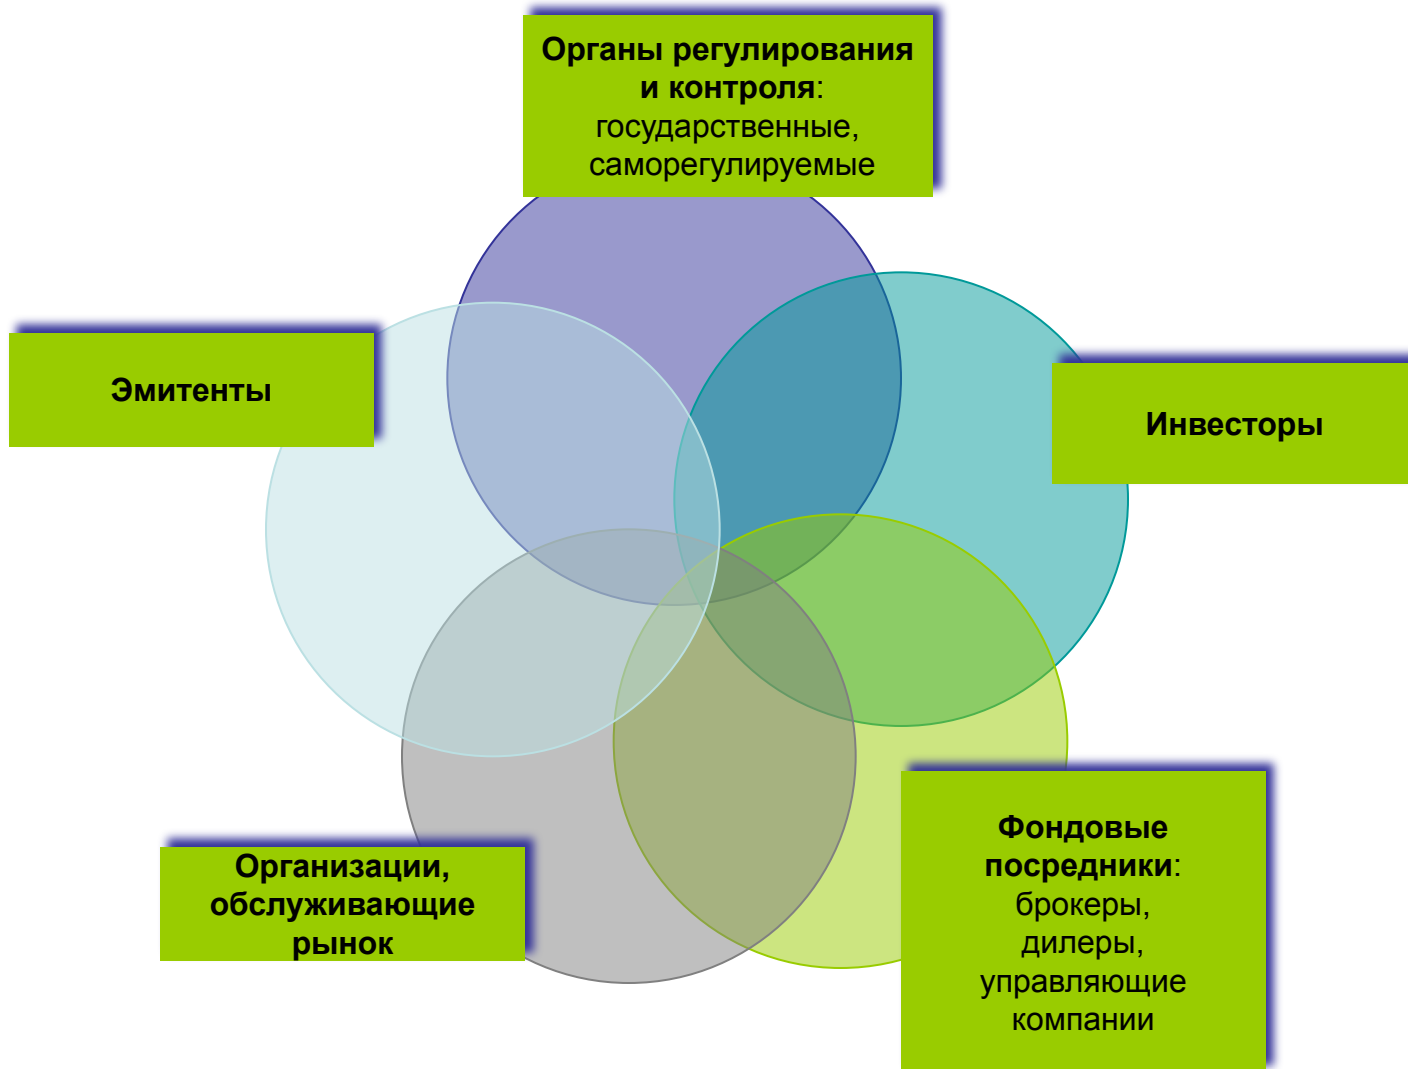 Органы регулирования
и контроля:
государственные,
саморегулируемые
Эмитенты
Инвесторы
Организации,
обслуживающие
рынок
Фондовые
посредники:
брокеры,
дилеры,
управляющие
компании